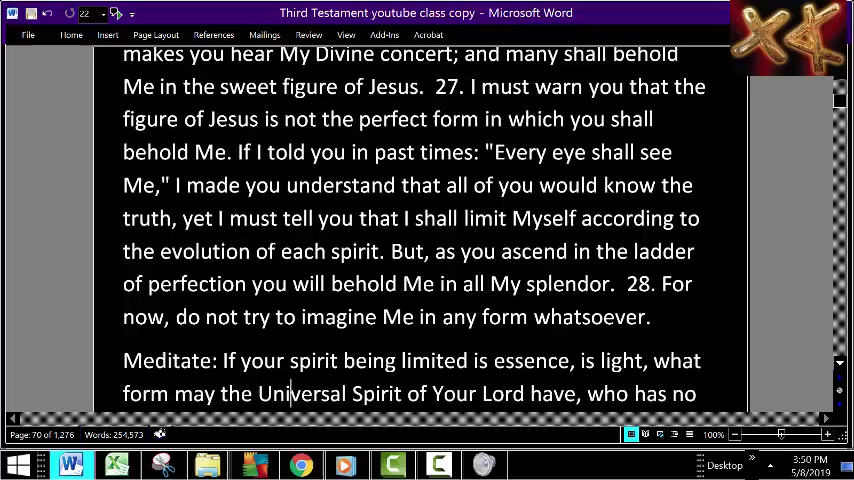 22
Third Testament youtube class copy - Microsoft Word
File Home Insert Page Layout References Mailings Review View Add-Ins Acrobat
makes you hear My Divine concert; and many shall behold
Me in the sweet figure of Jesus.  27. I must warn you that the
figure of Jesus is not the perfect form in which you shall
behold Me. If I told you in past times: "Every eye shall see
Me," I made you understand that all of you would know the
truth, yet I must tell you that I shall limit Myself according to
the evolution of each spirit. But, as you ascend in the ladder
of perfection you will behold Me in all My splendor.  28. For
now, do not try to imagine Me in any form whatsoever.
Meditate: If your spirit being limited is essence, is light, what
form may the Universal Spirit of Your Lord have, who has no
Page: 70 of 1,276 Words: 254,573 100%
Desktop
3:50 PM
5/8/2019